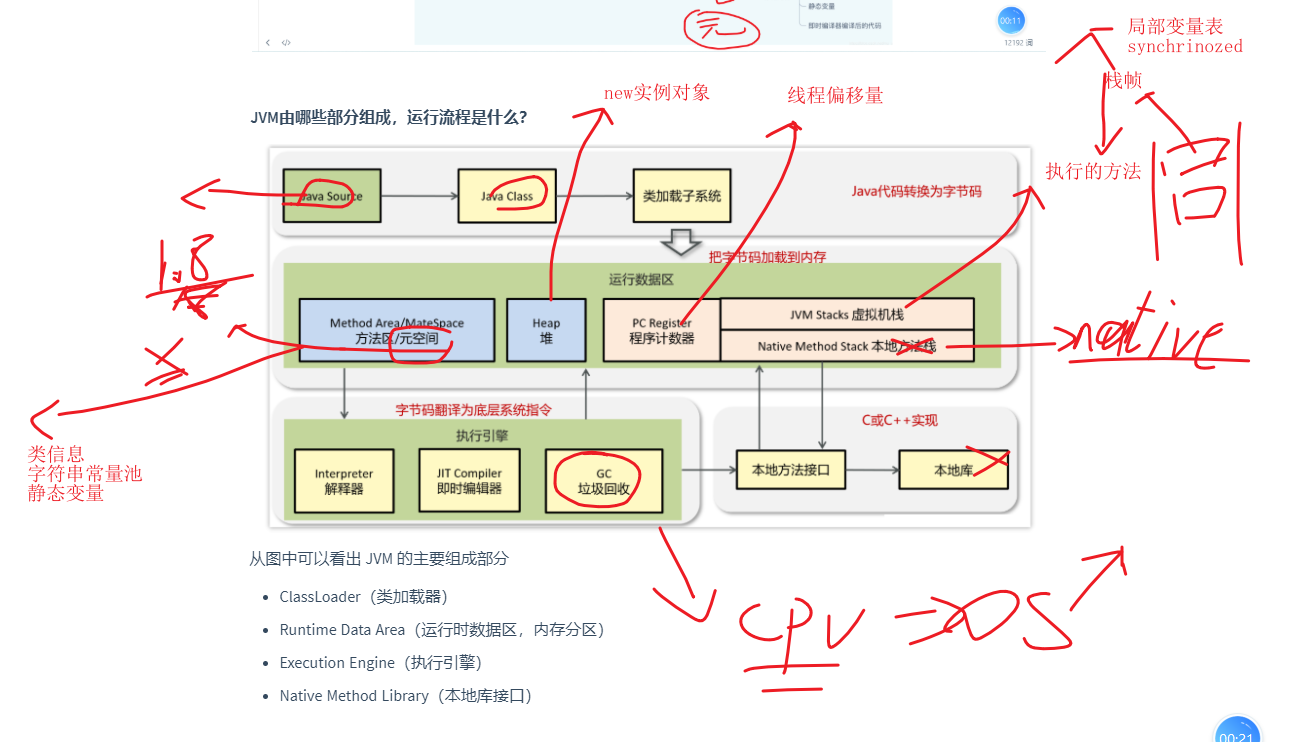 静态变量
元
即时编译器编译后的代码
00:11
12192 阅
局部变量表
synchrinozed
栈帧
new实例对象
线程偏移量
JVM由哪些部分组成，运行流程是什么?
执行的方法
Java Source
Java Class
类加载子系统
Java代码转换为字节码
1.8
把字节码加载到内存
运行数据区
Method Area/MateSpace
方法区/元空间
Heap
堆
PC Register
程序计数器
JVM Stacks 虚拟机栈
Native Method Stack 本地方法栈
native
字节码翻译为底层系统指令
执行引擎
C或C++实现
类信息
字符串常量池
静态变量
Interpreter
解释器
JIT Compiler
即时编辑器
GC
垃圾回收
本地方法接口
本地库
从图中可以看出 JVM 的主要组成部分
ClassLoader（类加载器）
Runtime Data Area（运行时数据区，内存分区）
Execution Engine（执行引擎）
Native Method Library（本地库接口）
CPU
OS
00:21